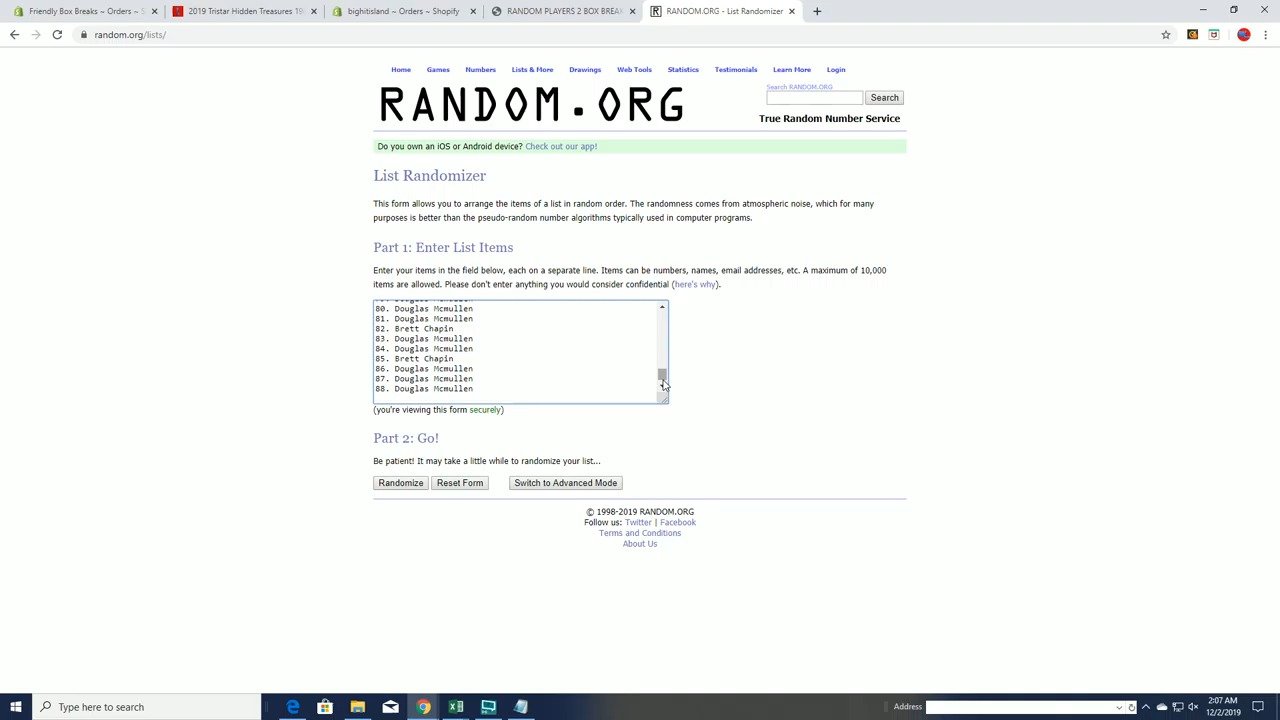 Friendly Box Breaks ~ Orders ~ S
2019 Tristar Hidden Treasures 19
bighitisland ~ Orders ~ Shopify
RANDOM PLAYERS 2 BOX BREAK
RANDOM.ORG - List Randomizer
random.org/lists/
Home Games Numbers Lists & More Drawings Web Tools Statistics Testimonials Learn More Login
RANDOM.ORG
Search RANDOM.ORG
Search
True Random Number Service
Do you own an iOS or Android device? Check out our app!
List Randomizer
This form allows you to arrange the items of a list in random order. The randomness comes from atmospheric noise, which for many
purposes is better than the pseudo-random number algorithms typically used in computer programs.
Part 1: Enter List Items
Enter your items in the field below, each on a separate line. Items can be numbers, names, email addresses, etc. A maximum of 10,000
items are allowed. Please don't enter anything you would consider confidential (here's why).
80. Douglas Mcmullen
81. Douglas Mcmullen
82. Brett Chapin
83. Douglas Mcmullen
84. Douglas Mcmullen
85. Brett Chapin
86. Douglas Mcmullen
87. Douglas Mcmullen
88. Douglas Mcmullen
(you're viewing this form securely)
Part 2: Go!
Be patient! It may take a little while to randomize your list...
Randomize Reset Form Switch to Advanced Mode
© 1998-2019 RANDOM.ORG
Follow us: Twitter | Facebook
Terms and Conditions
About Us
Type here to search
Address
2:07 AM
12/2/2019